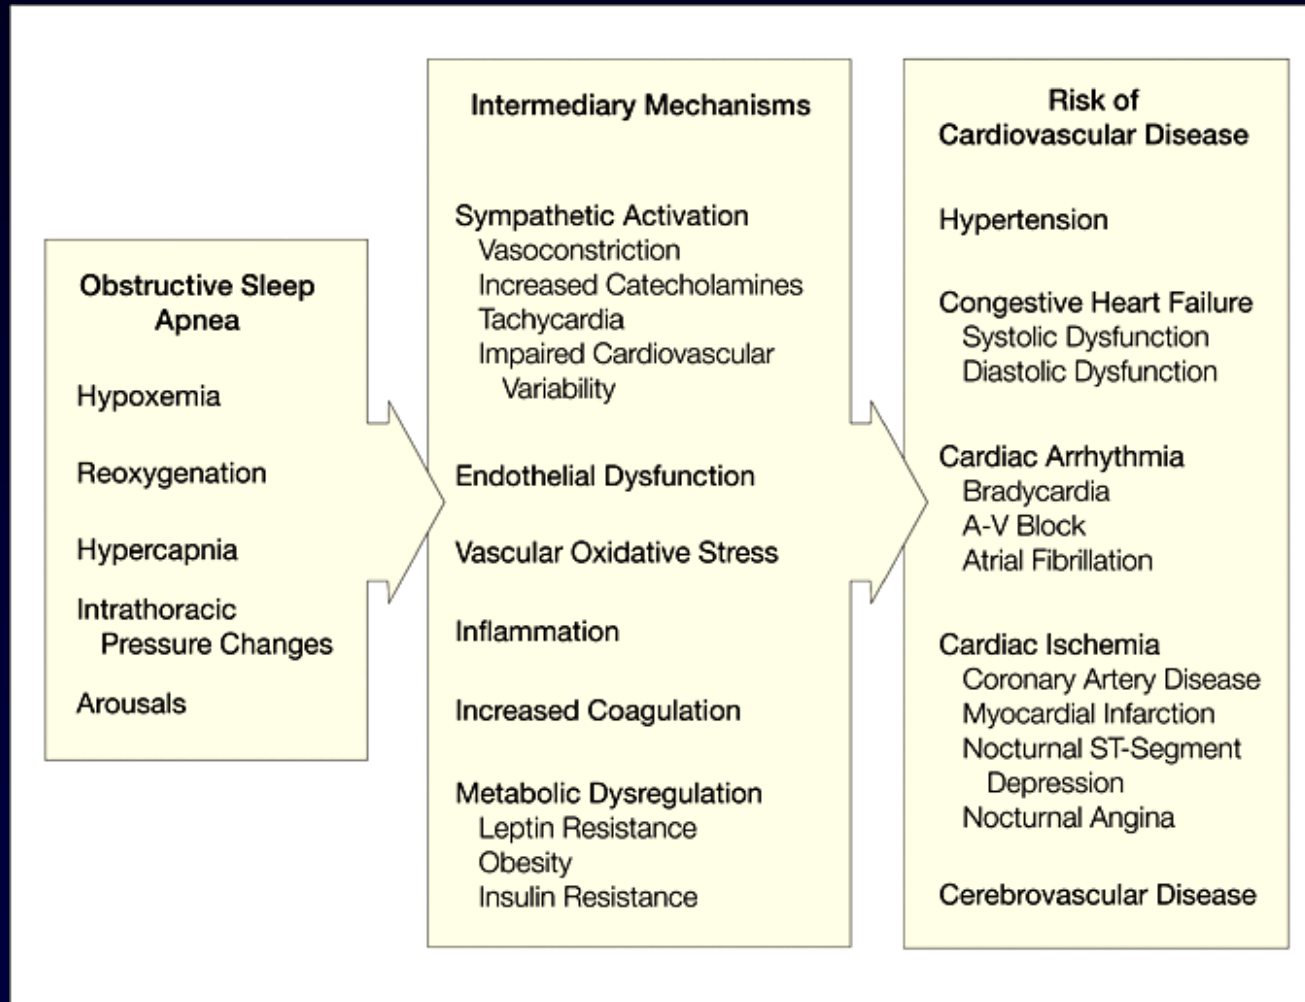 Obstructive Sleep
Apnea
Hypoxemia
Reoxygenation
Hypercapnia
Intrathoracic
Pressure Changes
Arousals
Intermediary Mechanisms
Sympathetic Activation
Vasoconstriction
Increased Catecholamines
Tachycardia
Impaired Cardiovascular
Variability
Endothelial Dysfunction
Vascular Oxidative Stress
Inflammation
Increased Coagulation
Metabolic Dysregulation
Leptin Resistance
Obesity
Insulin Resistance
Risk of
Cardiovascular Disease
Hypertension
Congestive Heart Failure
Systolic Dysfunction
Diastolic Dysfunction
Cardiac Arrhythmia
Bradycardia
A-V Block
Atrial Fibrillation
Cardiac Ischemia
Coronary Artery Disease
Myocardial Infarction
Nocturnal ST-Segment
Depression
Nocturnal Angina
Cerebrovascular Disease